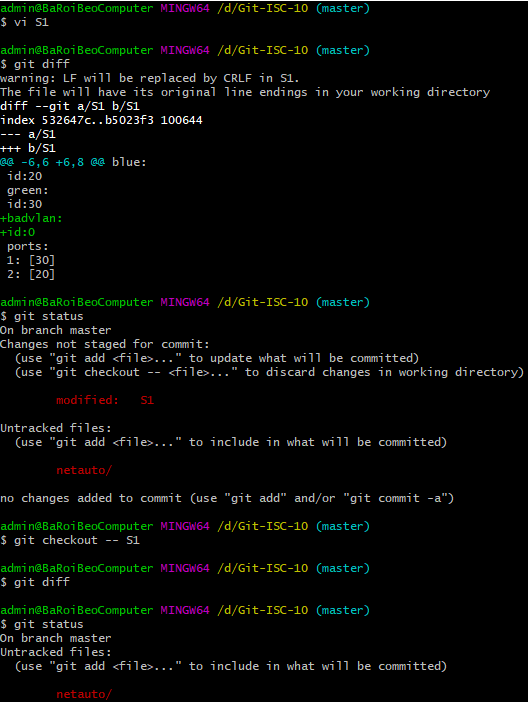 admin@BaRoiBeoComputer MINGW64 /d/Git-ISC-10 (master)
$ vi S1
admin@BaRoiBeoComputer MINGW64 /d/Git-ISC-10 (master)
$ git diff
warning: LF will be replaced by CRLF in S1.
The file will have its original line endings in your working directory
diff --git a/S1 b/S1
index 532647c..b5023f3 100644
--- a/S1
+++ b/S1
@@ -6,6 +6,8 @@ blue:
 id:20
 green:
 id:30
+badvlan:
+id:0
 ports:
 1: [30]
 2: [20]
admin@BaRoiBeoComputer MINGW64 /d/Git-ISC-10 (master)
$ git status
On branch master
Changes not staged for commit:
  (use "git add <file>..." to update what will be committed)
  (use "git checkout -- <file>..." to discard changes in working directory)
        modified:   S1
Untracked files:
  (use "git add <file>..." to include in what will be committed)
        netauto/
no changes added to commit (use "git add" and/or "git commit -a")
admin@BaRoiBeoComputer MINGW64 /d/Git-ISC-10 (master)
$ git checkout -- S1
admin@BaRoiBeoComputer MINGW64 /d/Git-ISC-10 (master)
$ git diff
admin@BaRoiBeoComputer MINGW64 /d/Git-ISC-10 (master)
$ git status
On branch master
Untracked files:
  (use "git add <file>..." to include in what will be committed)
        netauto/